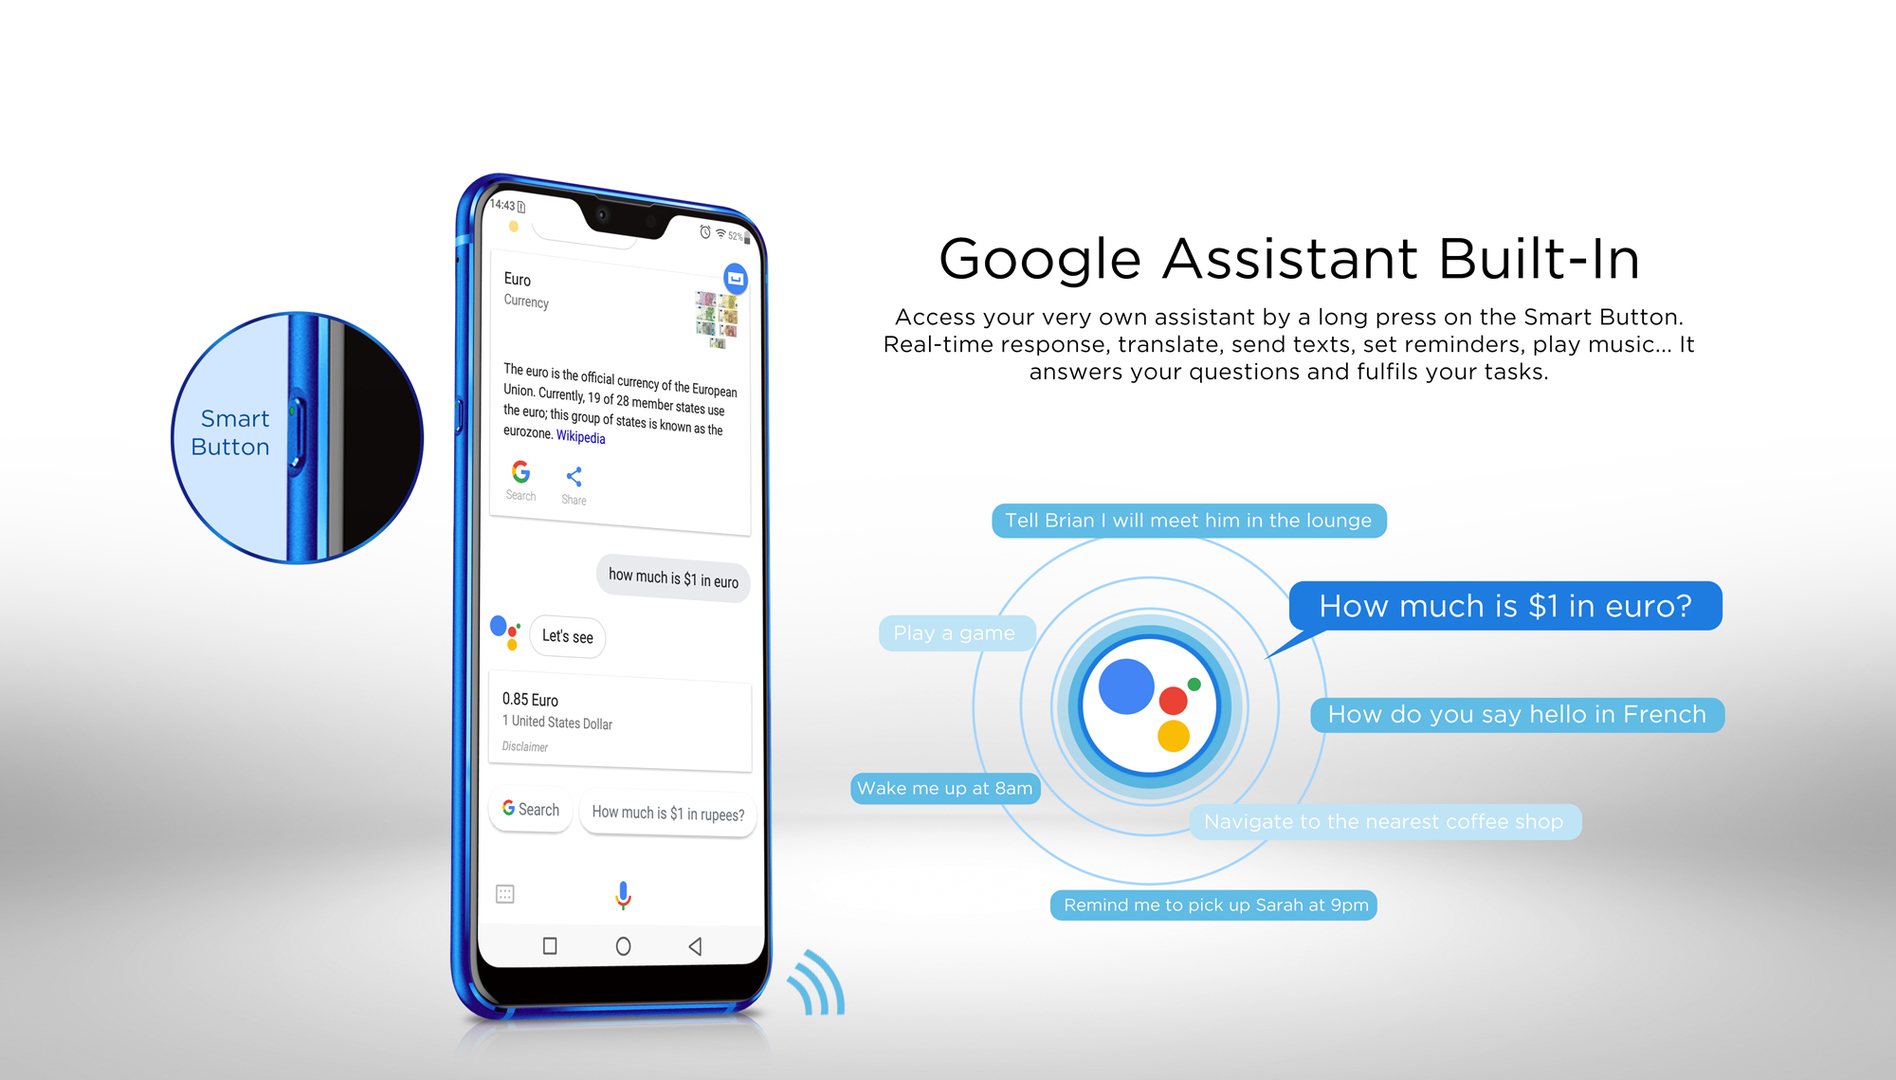 Smart
Button
14:43
52%
Euro
Currency
The euro is the official currency of the European
Union. Currently, 19 of 28 member states use
the euro; this group of states is known as the
eurozone. Wikipedia
Search
Share
how much is $1 in euro
Let's see
0.85 Euro
1 United States Dollar
Disclaimer
Search
How much is $1 in rupees?
Google Assistant Built-In
Access your very own assistant by a long press on the Smart Button.
Real-time response, translate, send texts, set reminders, play music... It
answers your questions and fulfils your tasks.
Tell Brian I will meet him in the lounge
How much is $1 in euro?
Play a game
How do you say hello in French
Wake me up at 8am
Navigate to the nearest coffee shop
Remind me to pick up Sarah at 9pm